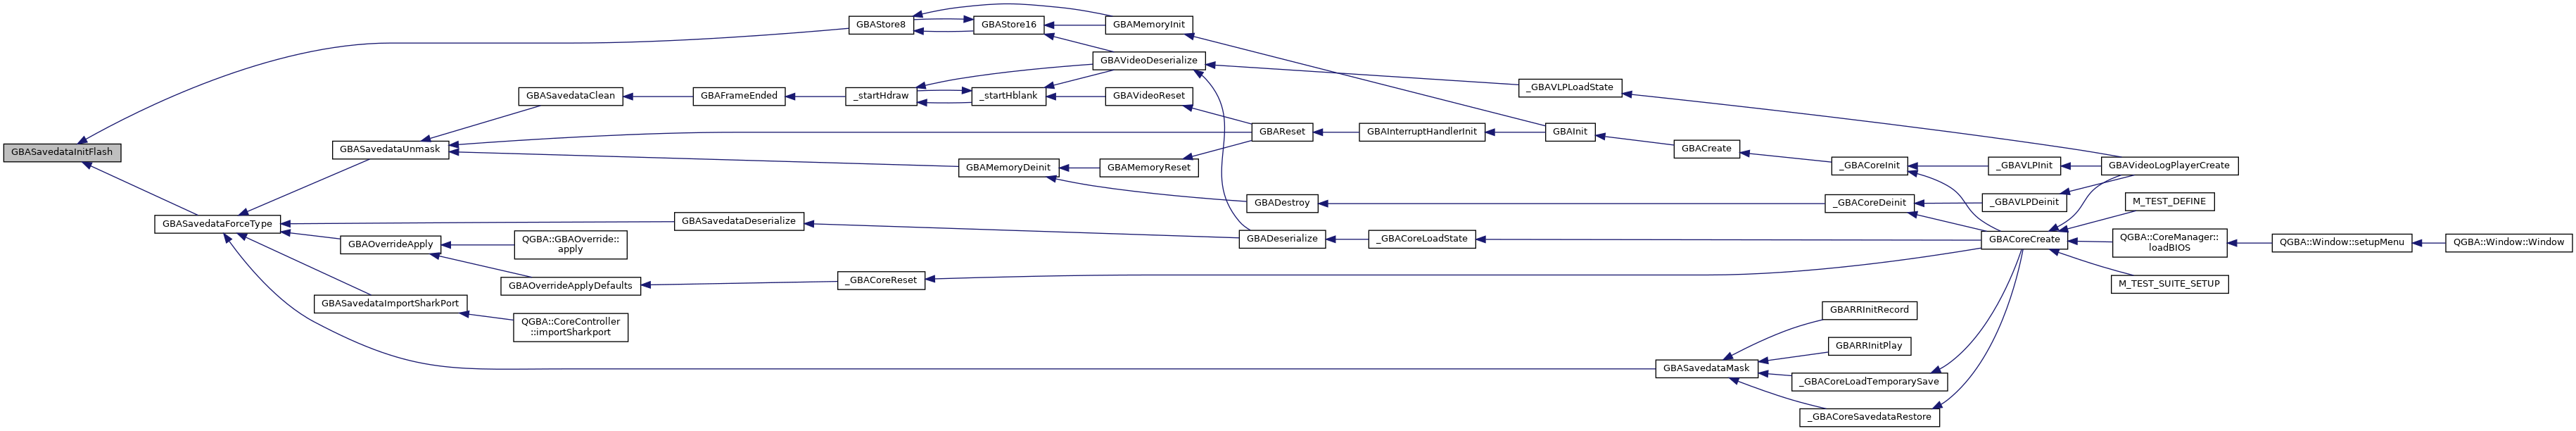 GBASavedataInitFlash
GBAStore8
GBAStore16
GBAMemoryInit
GBAVideoDeserialize
_GBAVLPLoadState
GBASavedataClean
GBAFrameEnded
_startHdraw
_startHblank
GBAVideoReset
GBASavedataUnmask
GBAReset
GBAInterruptHandlerInit
GBAInit
GBACreate
_GBACoreInit
_GBAVLPInit
GBAVideoLogPlayerCreate
GBAMemoryDeinit
GBAMemoryReset
GBADestroy
_GBACoreDeinit
_GBAVLPDeinit
M_TEST_DEFINE
GBASavedataForceType
GBASavedataDeserialize
GBADeserialize
_GBACoreLoadState
GBACoreCreate
QGBA::CoreManager::
loadBIOS
QGBA::Window::setupMenu
QGBA::Window::Window
GBAOverrideApply
QGBA::GBAOverride::
apply
GBAOverrideApplyDefaults
_GBACoreReset
M_TEST_SUITE_SETUP
GBASavedataImportSharkPort
QGBA::CoreController
::importSharkport
GBARRInitRecord
GBARRInitPlay
GBASavedataMask
_GBACoreLoadTemporarySave
_GBACoreSavedataRestore